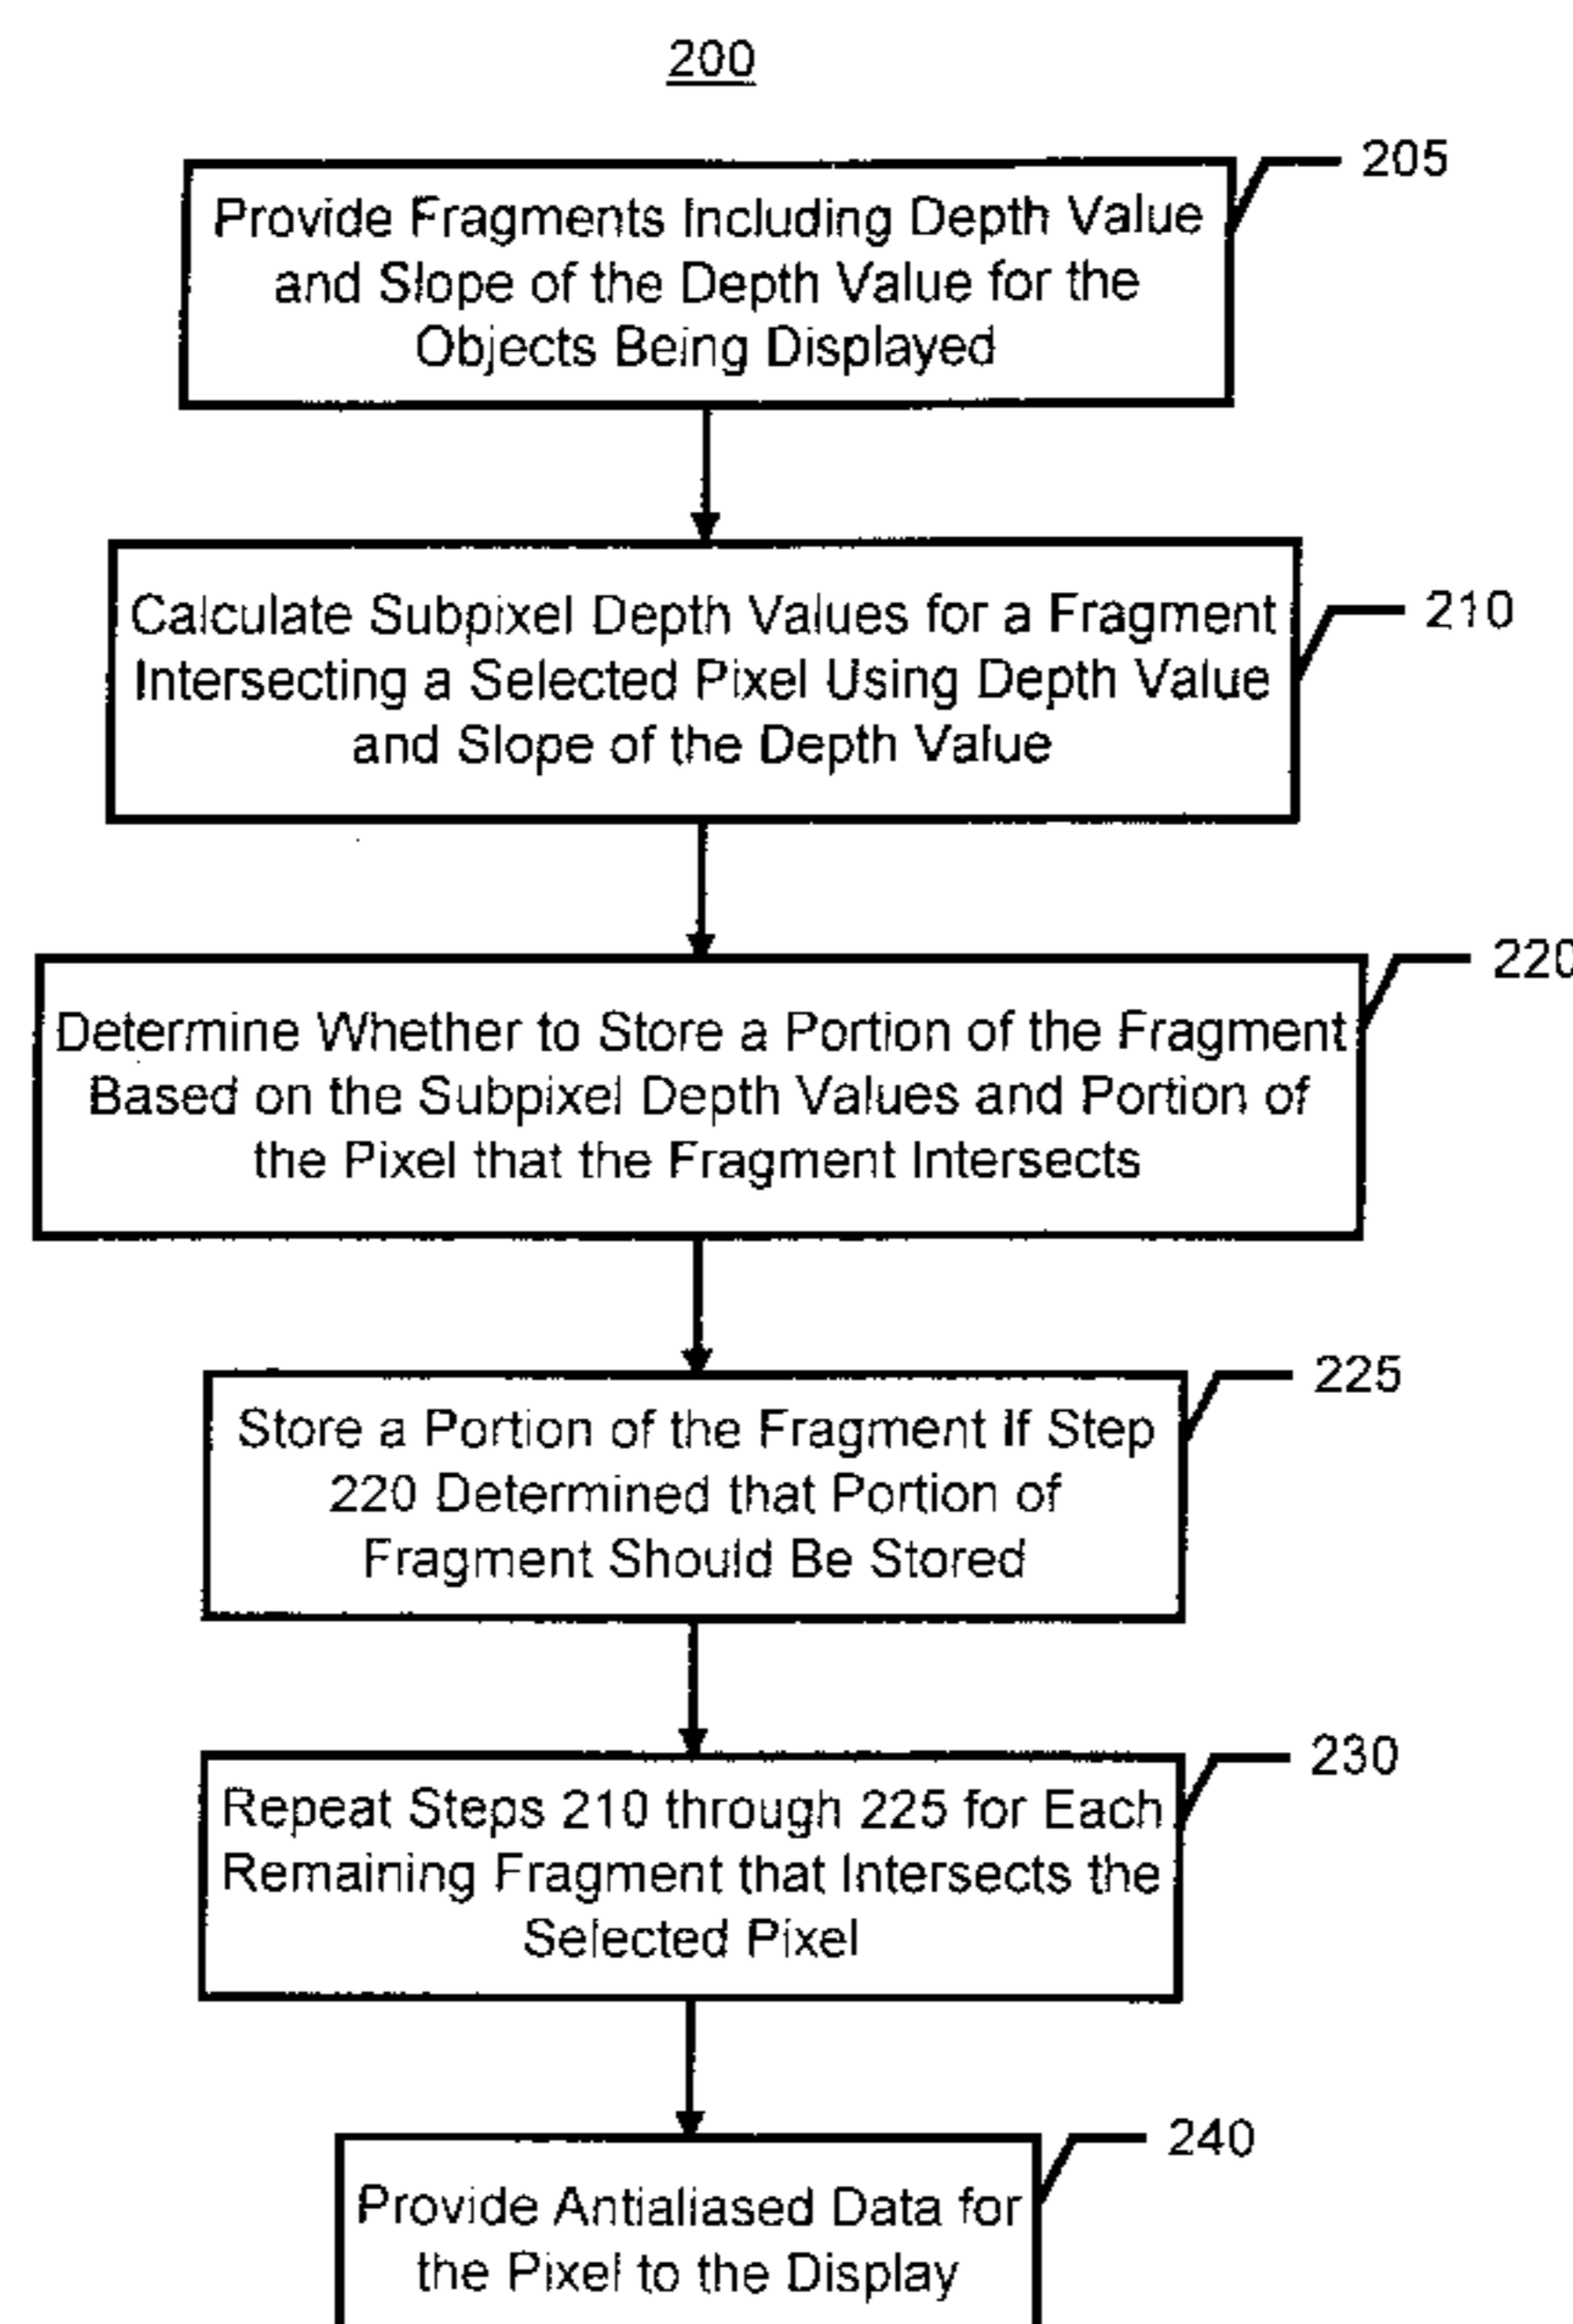 200
205
Provide Fragments Including Depth Value
and Slope of the Depth Value for the
Objects Being Displayed
210
Calculate Subpixel Depth Values for a Fragment
Intersecting a Selected Pixel Using Depth Value
and Slope of the Depth Value
220
Determine Whether to Store a Portion of the Fragment
Based on the Subpixel Depth Values and Portion of
the Pixel that the Fragment Intersects
225
Store a Portion of the Fragment If Step
220 Determined that Portion of
Fragment Should Be Stored
230
Repeat Steps 210 through 225 for Each
Remaining Fragment that Intersects the
Selected Pixel
240
Provide Antialiased Data for
the Pixel to the Display